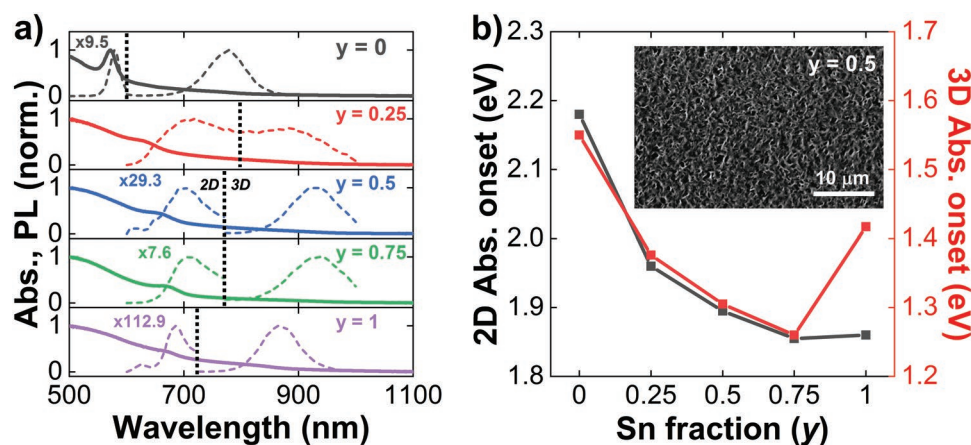 a)
Abs., PL (norm.)
x9.5
y = 0
1
0
y = 0.25
1
0
x29.3
2D
3D
y = 0.5
1
0
x7.6
y = 0.75
1
0
x112.9
y = 1
1
0
500 700 900 1100
Wavelength (nm)
b)
2D Abs. onset (eV)
2.3
2.2
2.1
2.0
1.9
1.8
y = 0.5
10 μm
0 0.25 0.5 0.75 1
Sn fraction (y)
1.7
1.6
1.5
1.4
1.3
1.2
3D Abs. onset (eV)